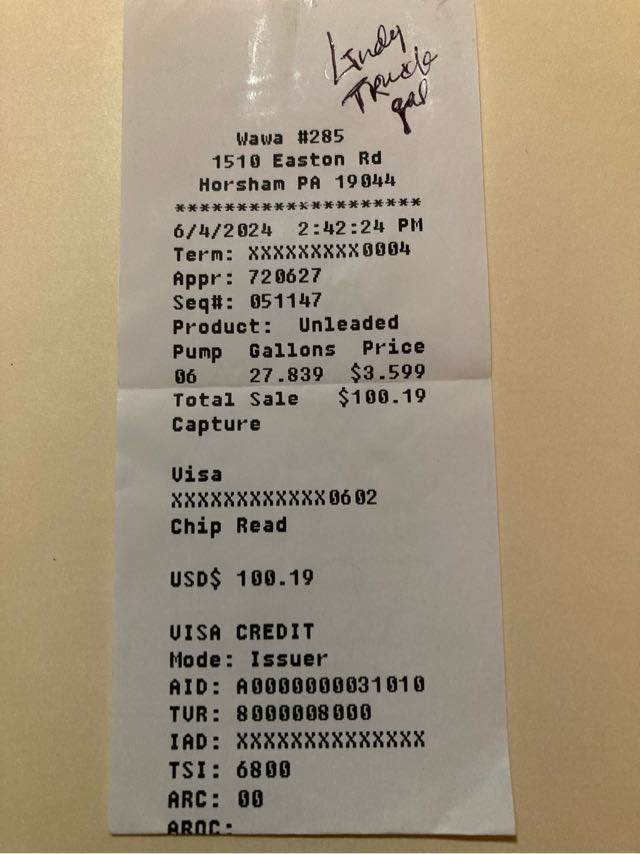 Lindy
Truck
gas
Wawa #285
1510 Easton Rd
Horsham PA 19044
********************
6/4/2024 2:42:24 PM
Term: XXXXXXXXX0004
Appr: 720627
Seq#: 051147
Product: Unleaded
Pump Gallons Price
06 27.839 $3.599
Total Sale $100.19
Capture
Visa
XXXXXXXXXXXX0602
Chip Read
USD$ 100.19
VISA CREDIT
Mode: Issuer
AID: A0000000031010
TVR: 8000008000
IAD: XXXXXXXXXXXXXX
TSI: 6800
ARC: 00
ARQC: